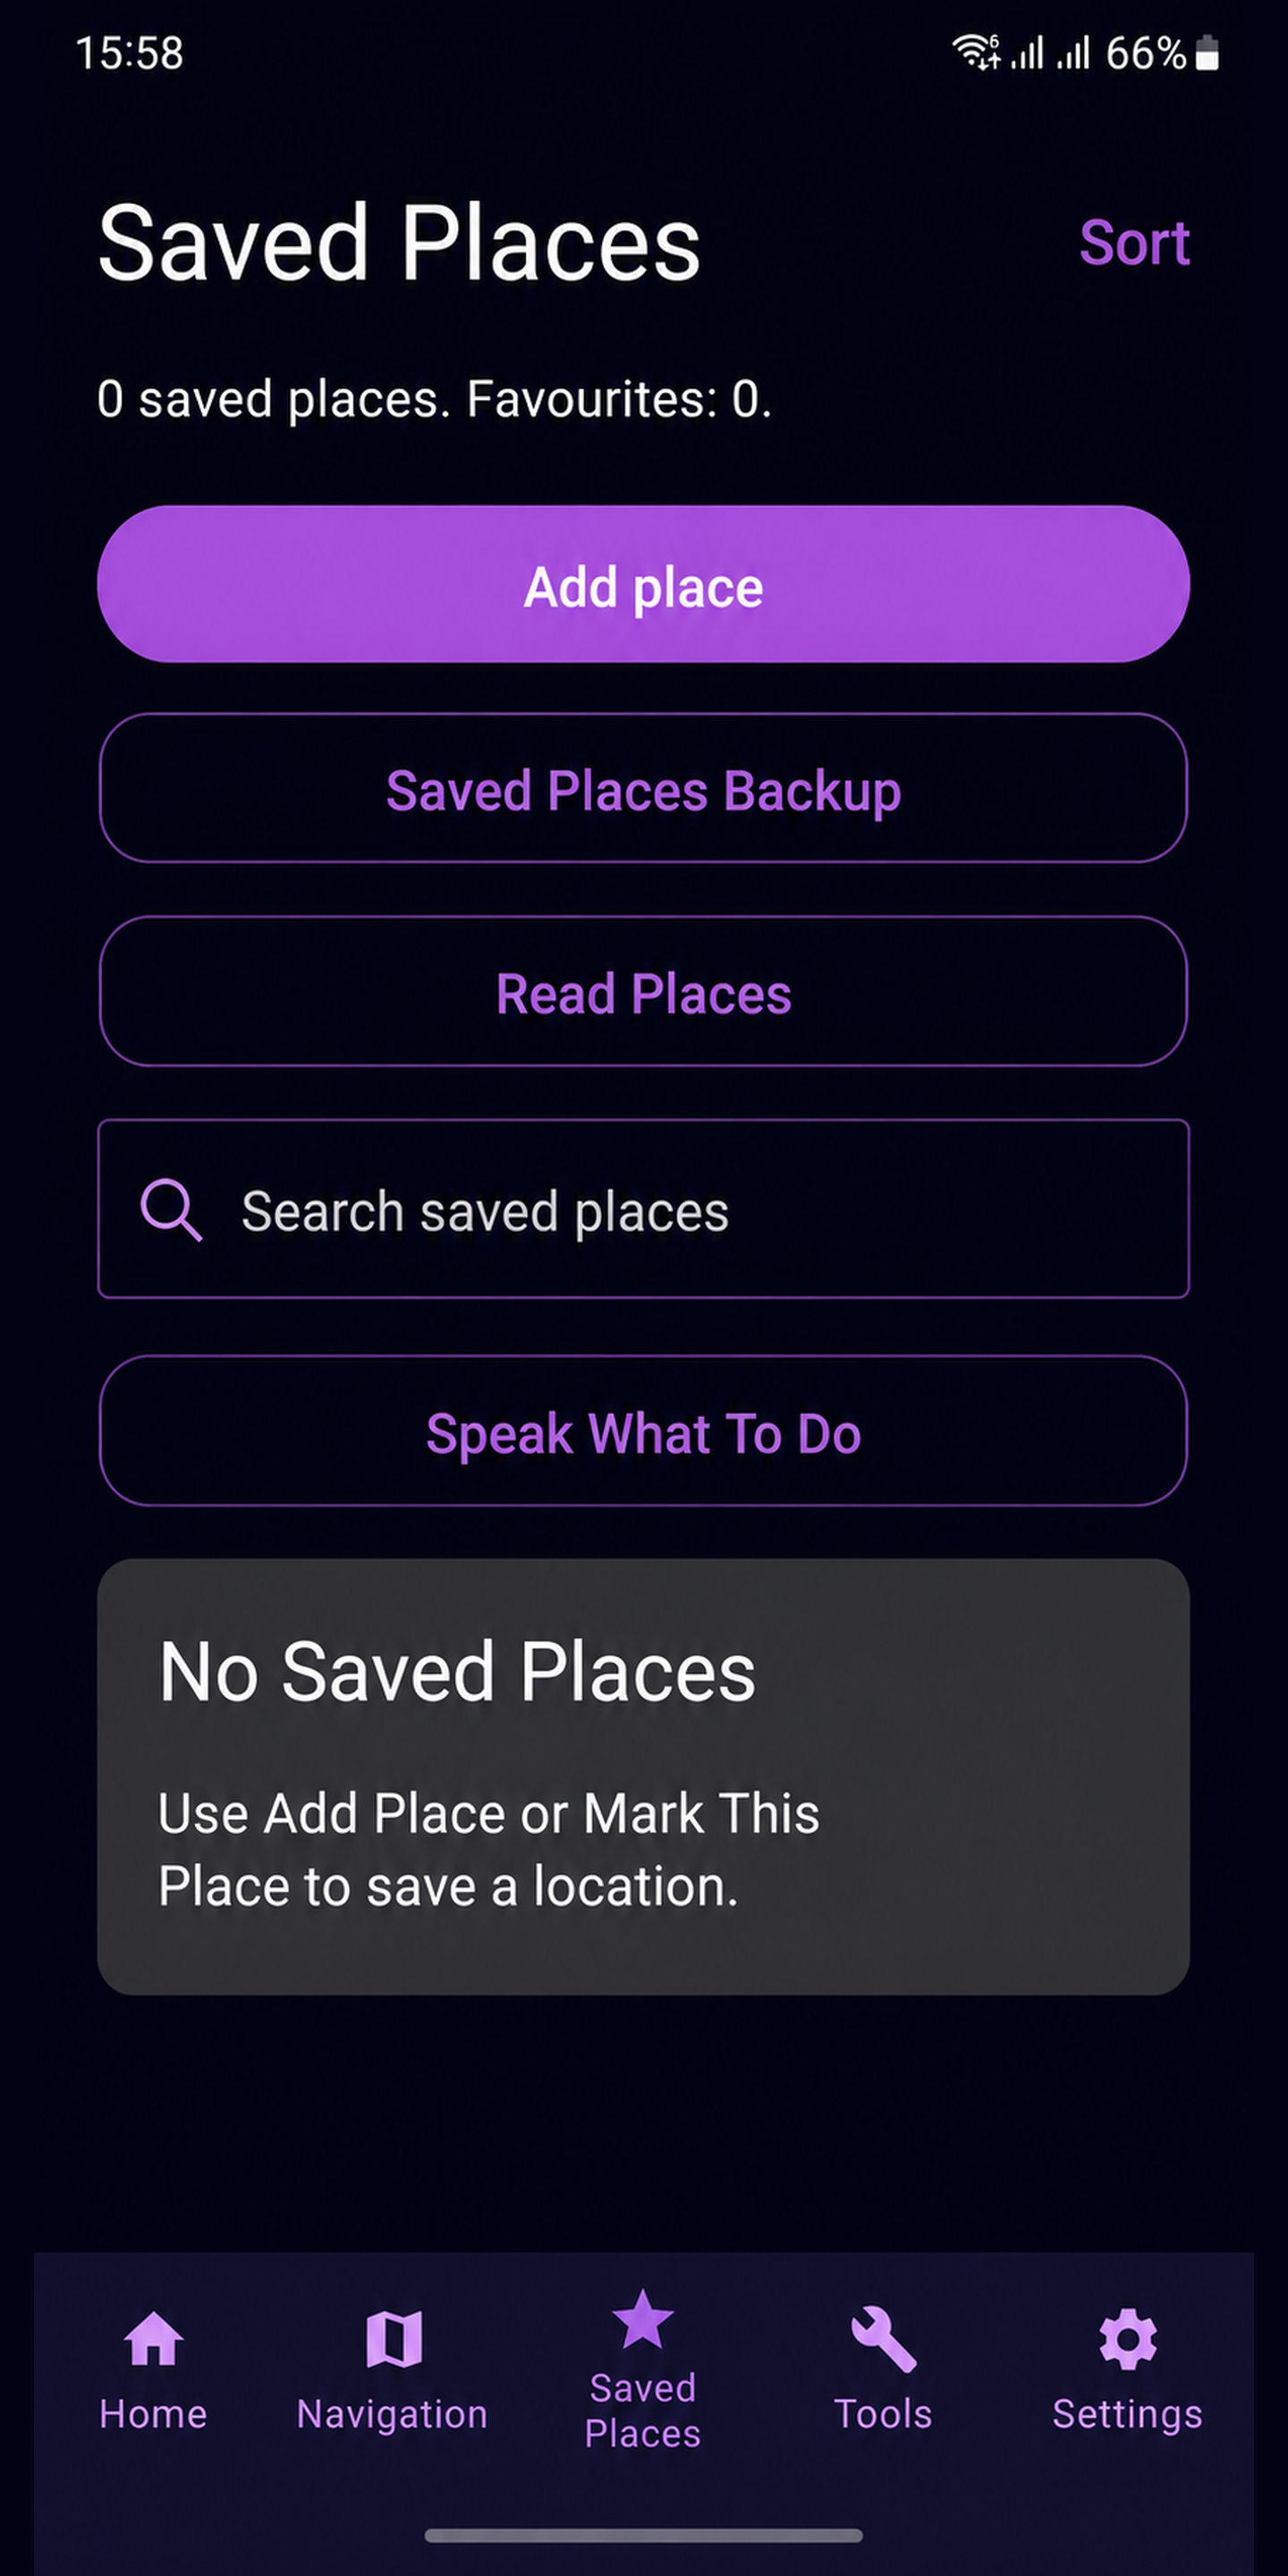 15:58
6 66%
Saved Places
Sort
0 saved places. Favourites: 0.
Add place
Saved Places Backup
Read Places
Search saved places
Speak What To Do
No Saved Places
Use Add Place or Mark This
Place to save a location.
Home
Navigation
Saved
Places
Tools
Settings